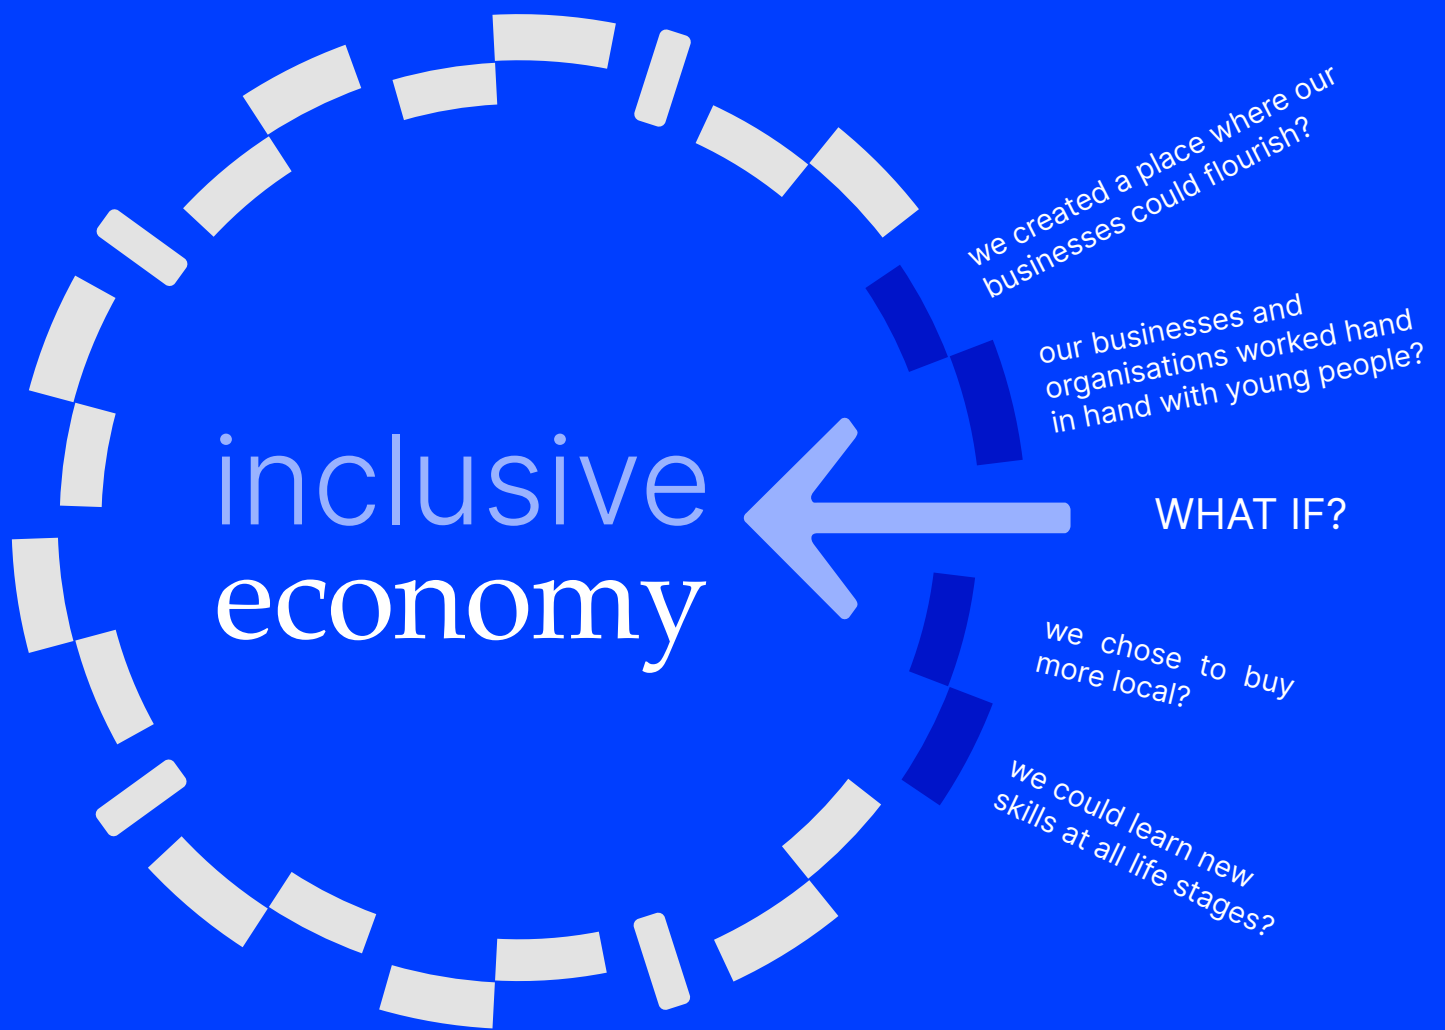 inclusive
economy
WHAT IF?
we created a place where our
businesses could flourish?
our businesses and
organisations worked hand
in hand with young people?
we chose to buy
more local?
we could learn new
skills at all life stages?